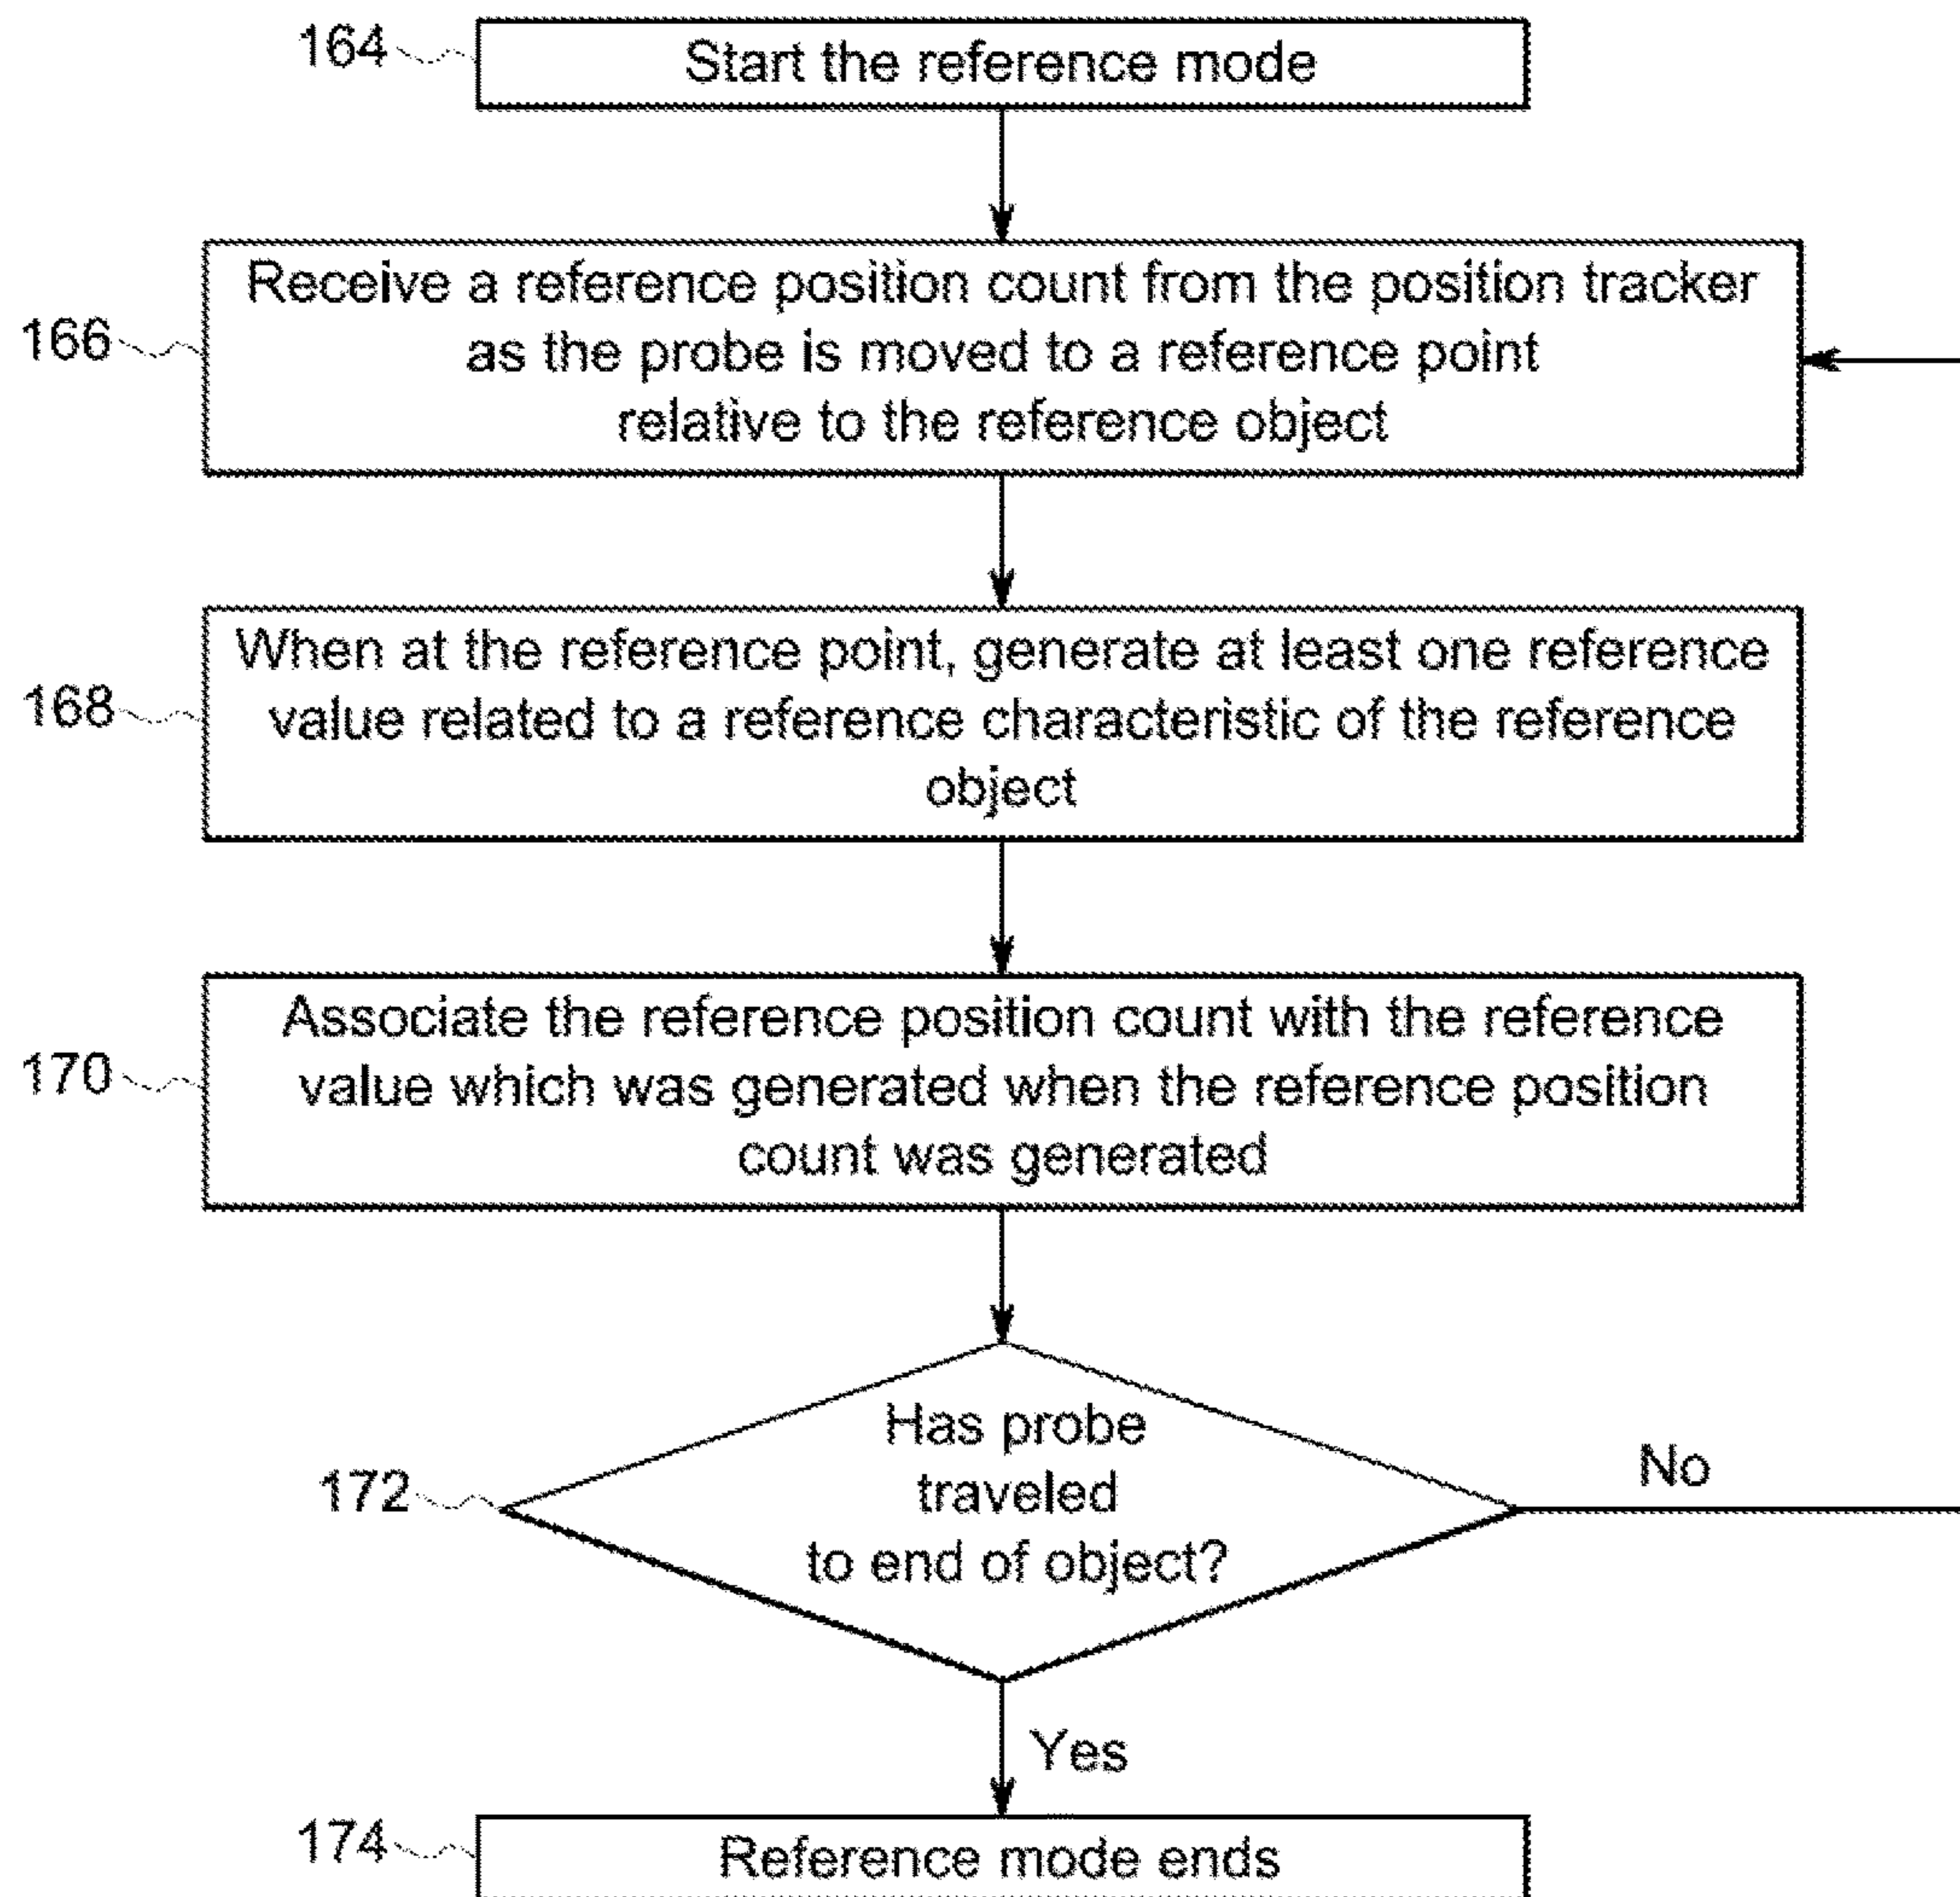 164
Start the reference mode
166
Receive a reference position count from the position tracker
as the probe is moved to a reference point
relative to the reference object
168
When at the reference point, generate at least one reference
value related to a reference characteristic of the reference
object
170
Associate the reference position count with the reference
value which was generated when the reference position
count was generated
172
Has probe
traveled
to end of object?
No
Yes
174
Reference mode ends